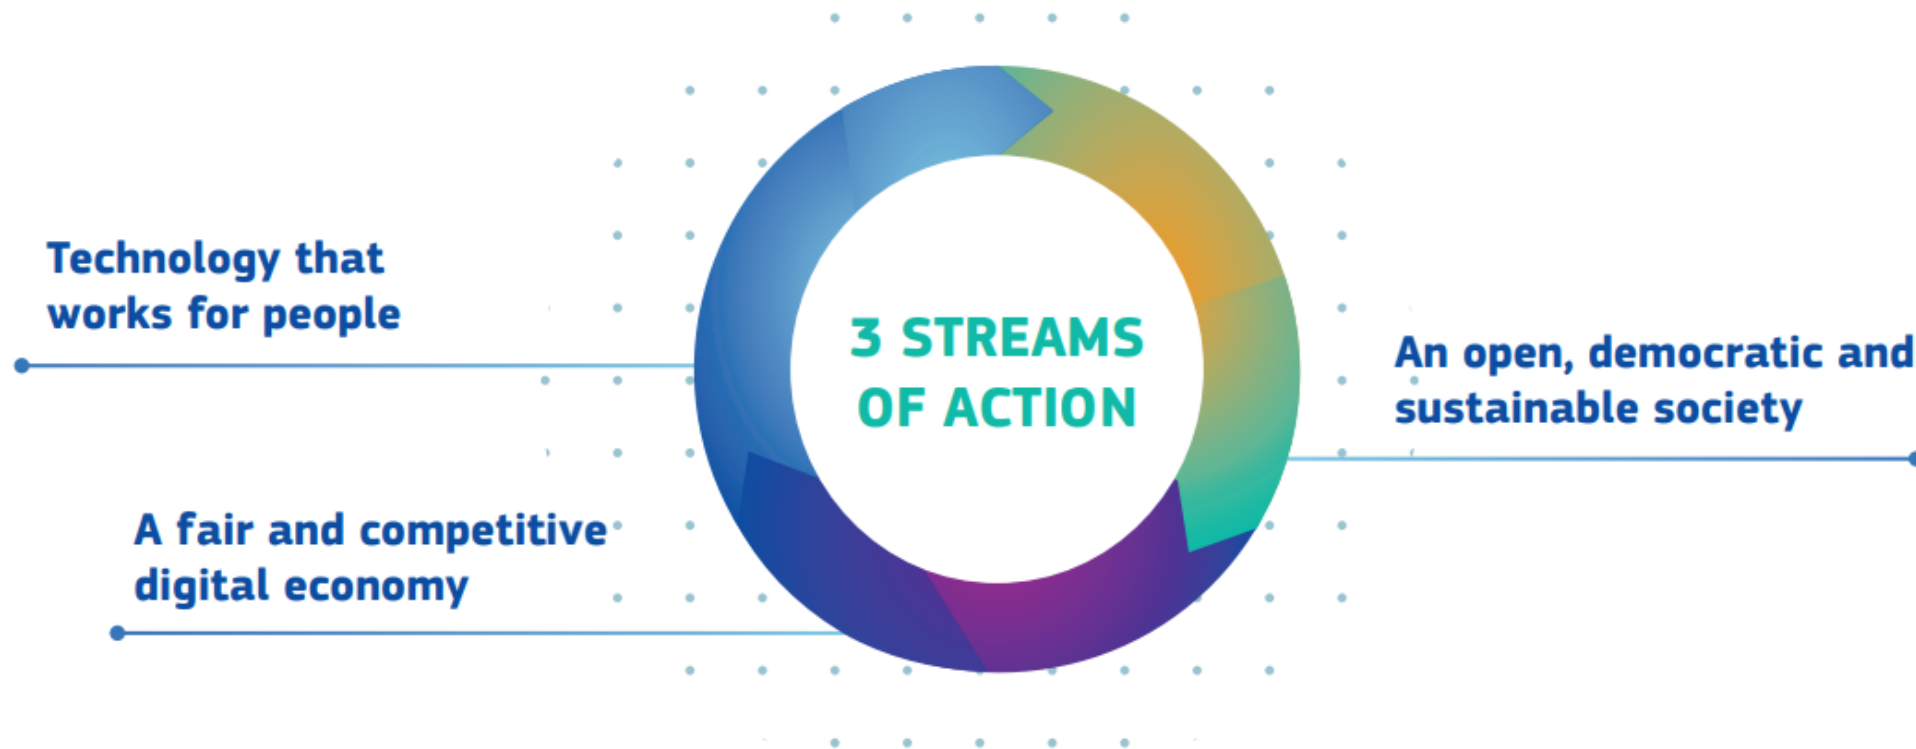 Technology that
works for people
3 STREAMS
OF ACTION
An open, democratic and
sustainable society
A fair and competitive
digital economy